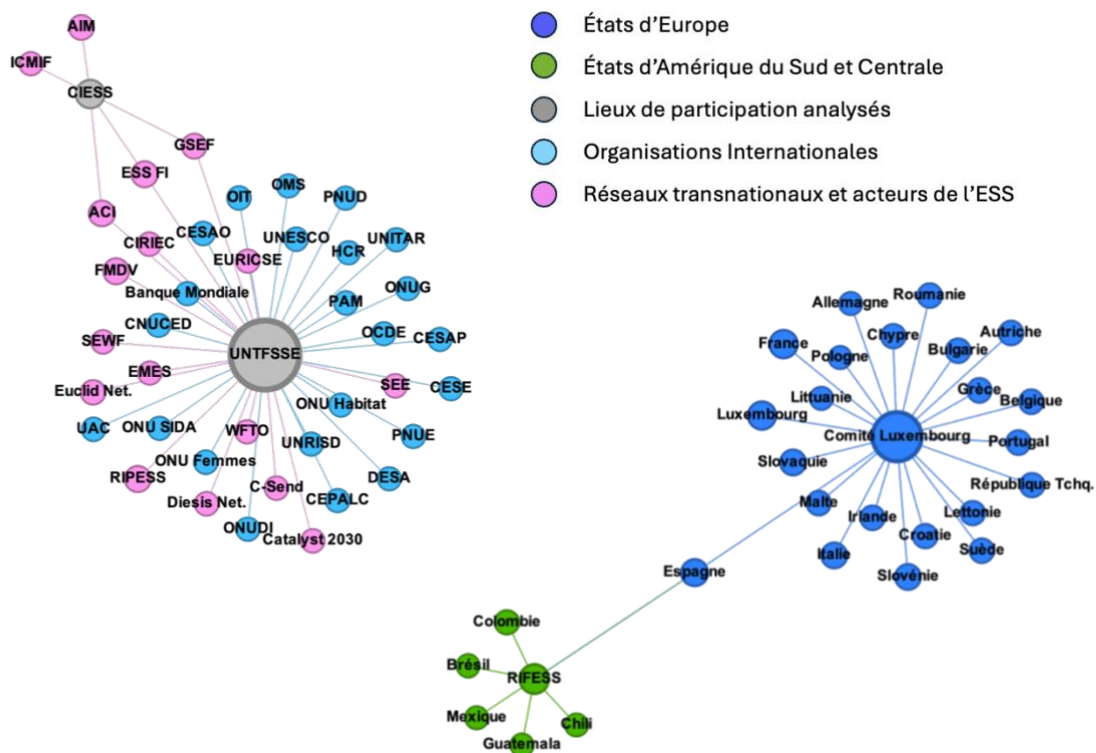 AIM
ICMIF
CIESS
GSEF
ESS FI
ACI
OIT
OMS
PNUD
CESAO
UNESCO
UNITAR
CIRIEC
EURICSE
HCR
FMDV
Banque Mondiale
PAM
ONUG
CNUCED
OCDE
CESAP
SEWF
UNTFSSE
EMES
SEE
CESE
Euclid Net.
ONU Habitat
UAC
ONU SIDA
WFTO
UNRISD
PNUE
ONU Femmes
RIPESS
C-Send
DESA
Diesis Net.
CEPALC
ONUDI
Catalyst 2030
États d’Europe
États d’Amérique du Sud et Centrale
Lieux de participation analysés
Organisations Internationales
Réseaux transnationaux et acteurs de l’ESS
Allemagne
Roumanie
France
Chypre
Autriche
Pologne
Bulgarie
Littuanie
Grèce
Belgique
Luxembourg
Comité Luxembourg
Portugal
Slovaquie
République Tchq.
Malte
Irlande
Lettonie
Croatie
Italie
Suède
Slovénie
Espagne
Colombie
Brésil
RIFESS
Mexique
Chili
Guatemala